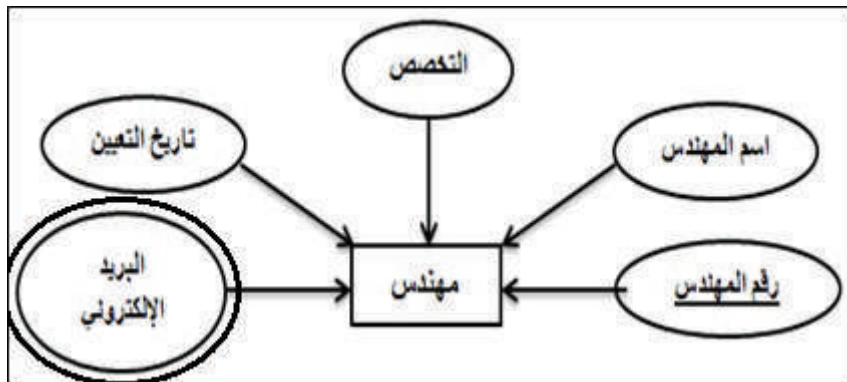 التخصص
اسم المهندس
تاريخ التعيين
البريد
الإلكتروني
مهندس
رقم المهندس